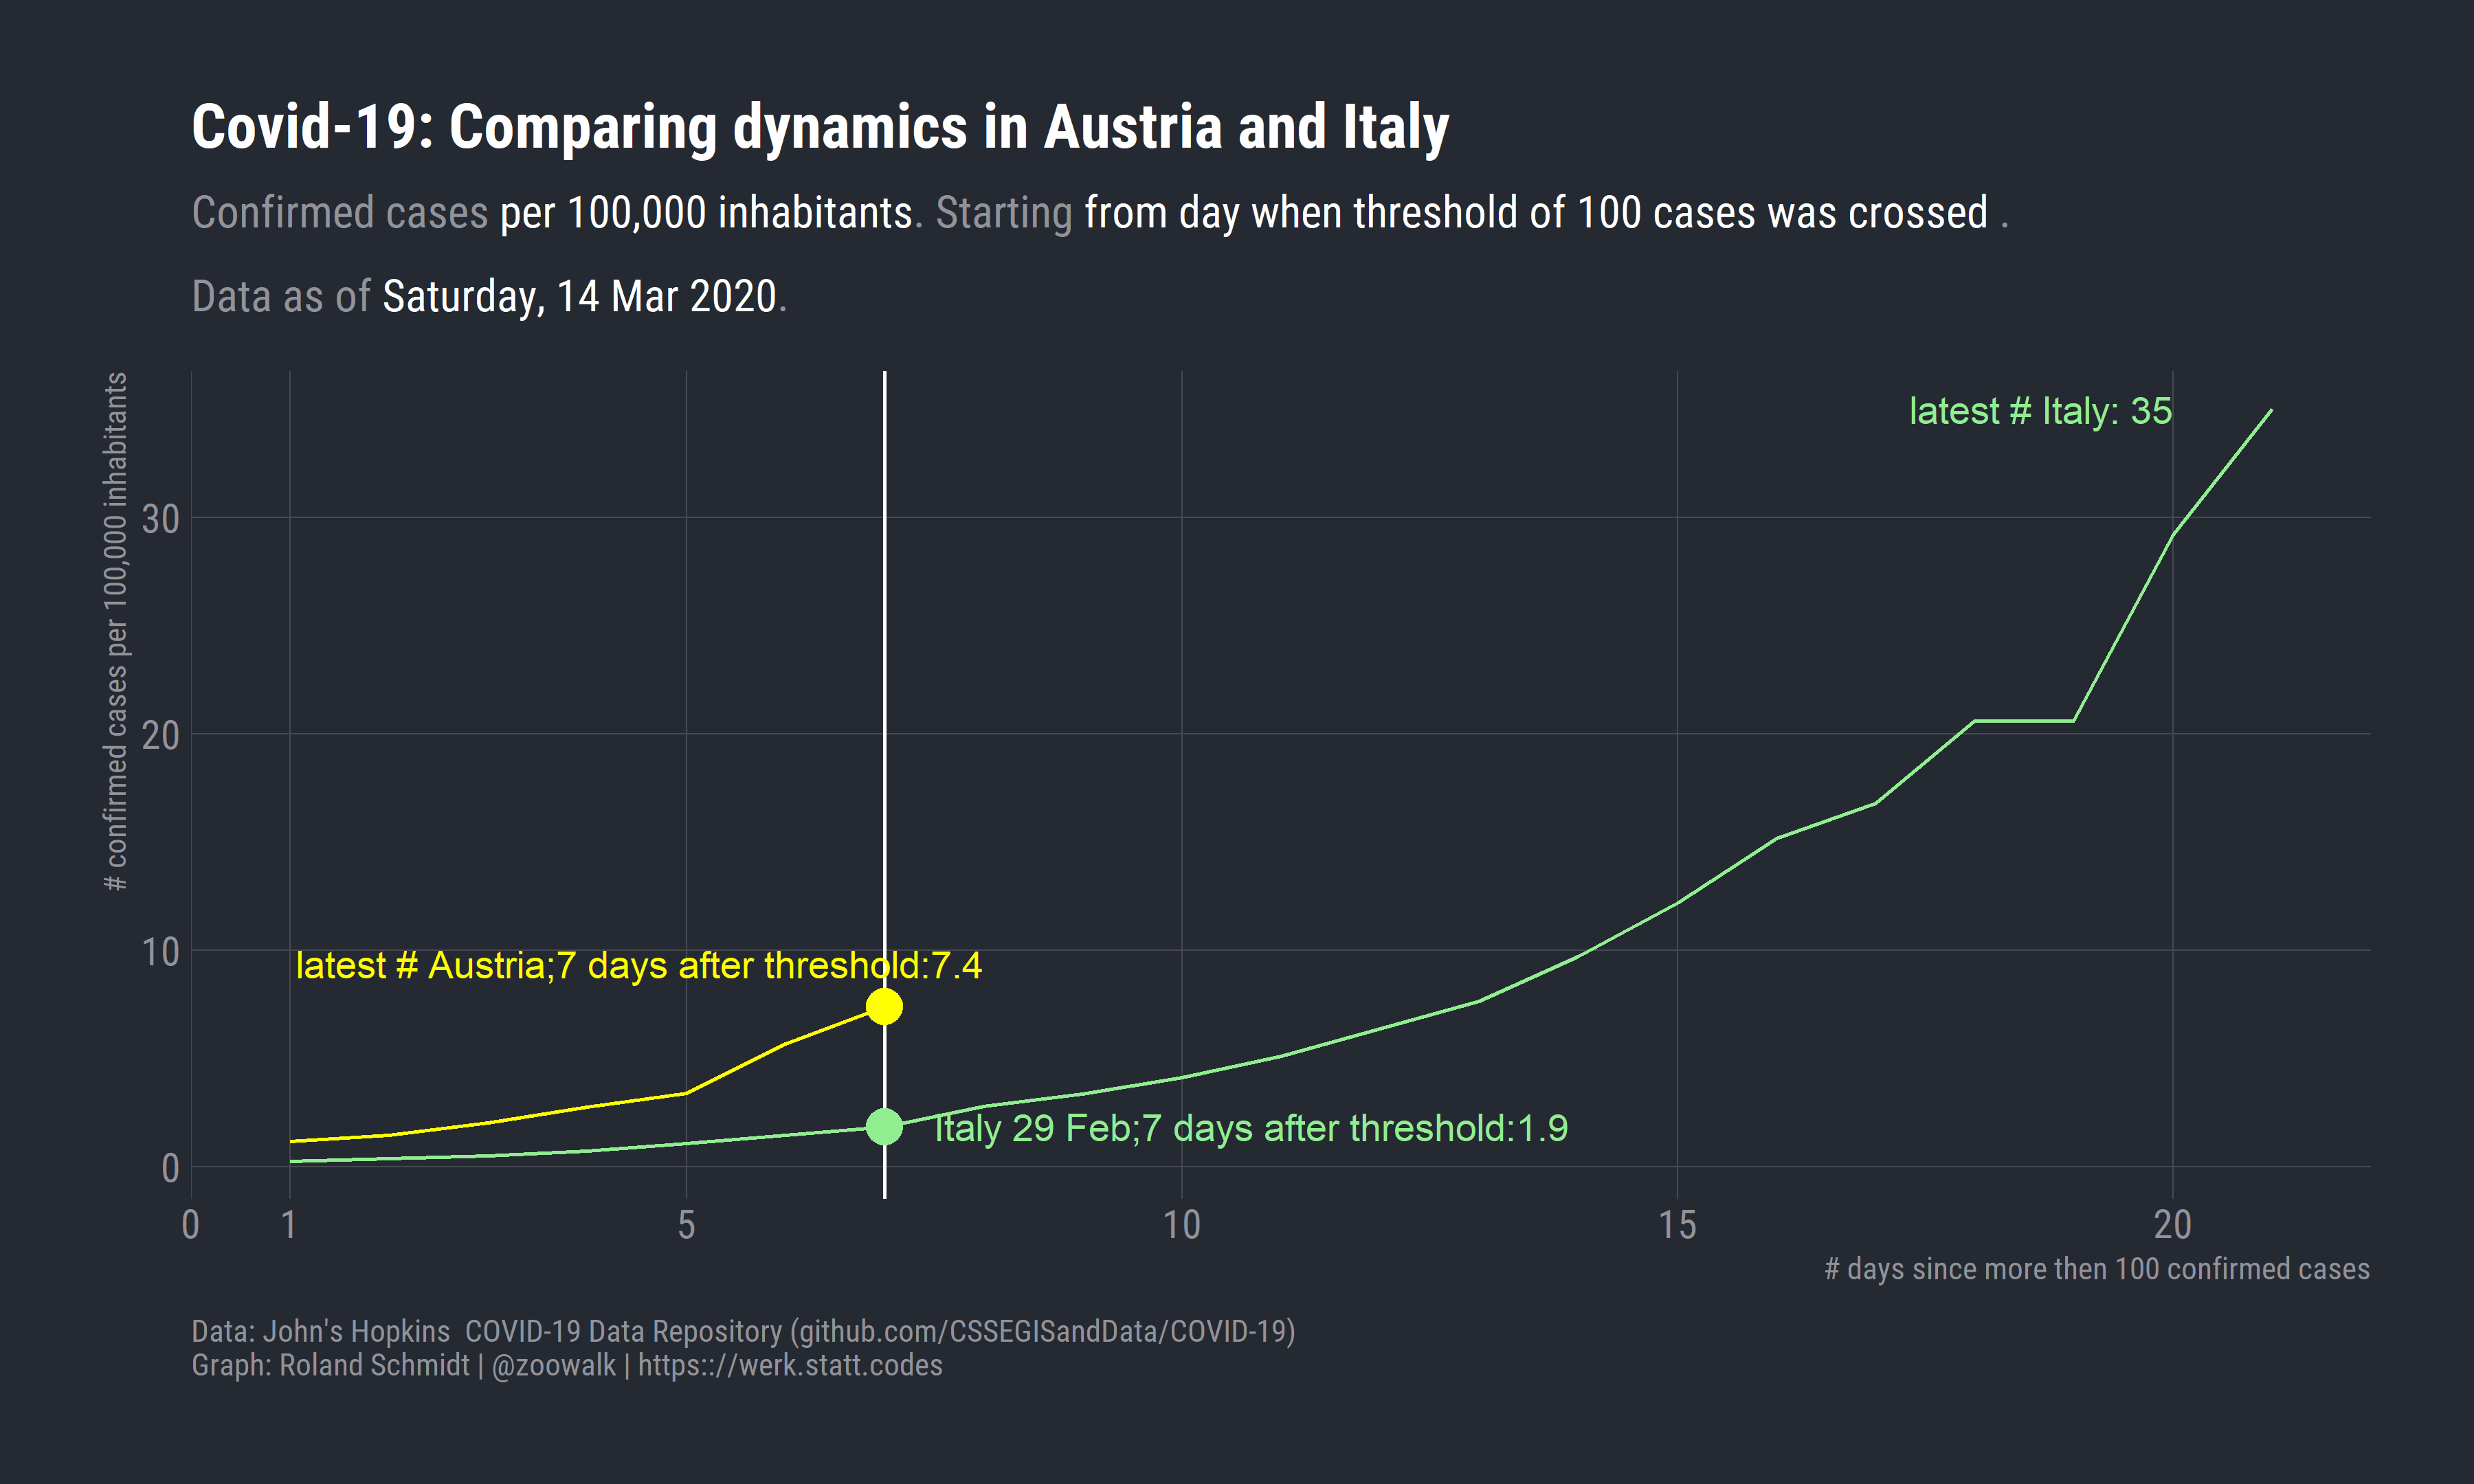 Covid-19: Comparing dynamics in Austria and Italy
Confirmed cases per 100,000 inhabitants. Starting from day when threshold of 100 cases was crossed .
Data as of Saturday, 14 Mar 2020.
# confirmed cases per 100,000 inhabitants
latest # Italy: 35
30
20
10
latest # Austria;7 days after threshold:7.4
Italy 29 Feb;7 days after threshold:1.9
0
0 1 5 10 15 20
# days since more then 100 confirmed cases
Data: John's Hopkins  COVID-19 Data Repository (github.com/CSSEGISandData/COVID-19)
Graph: Roland Schmidt | @zoowalk | https:://werk.statt.codes